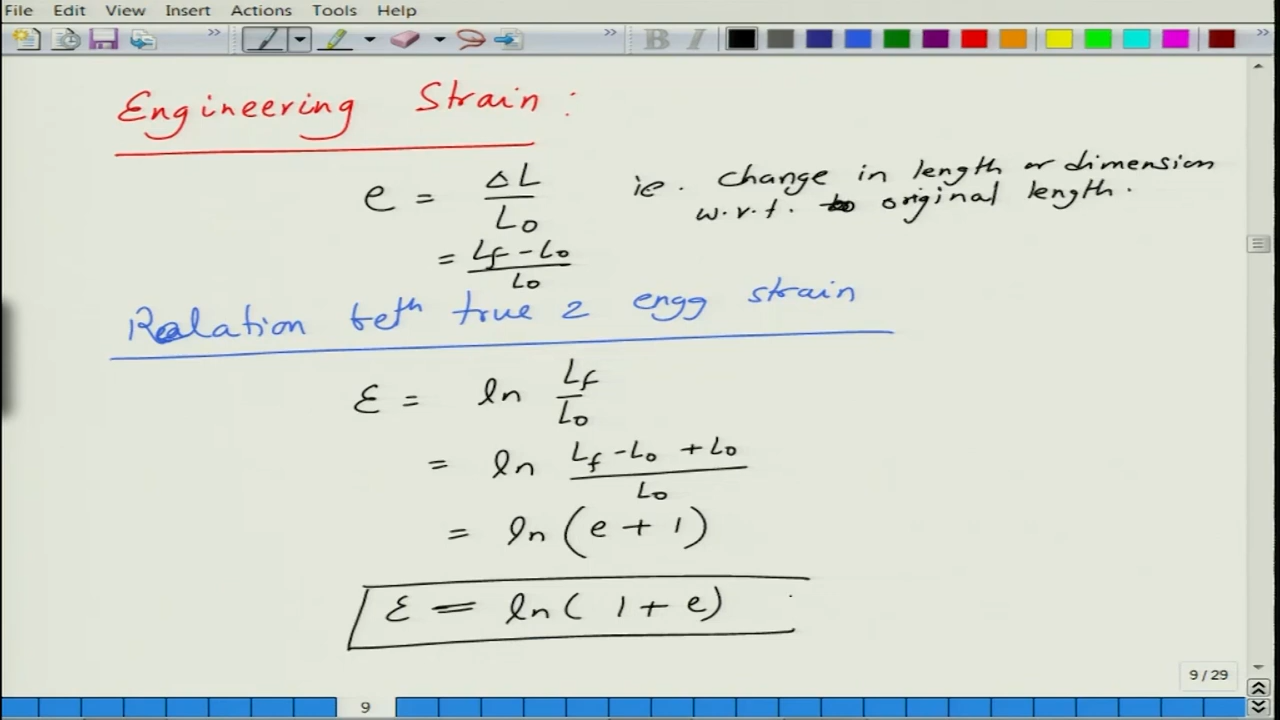 File Edit View Insert Actions Tools Help
B I
Engineering Strain :
e = ΔL / L₀ ie. change in length or dimension
w.r.t. to original length.
= Lf - L₀ / L₀
Relation beth true 2 engg strain
ε = ln Lf / L₀
= ln Lf - L₀ + L₀ / L₀
= ln (e + 1)
ε = ln( 1 + e)
9 / 29
9